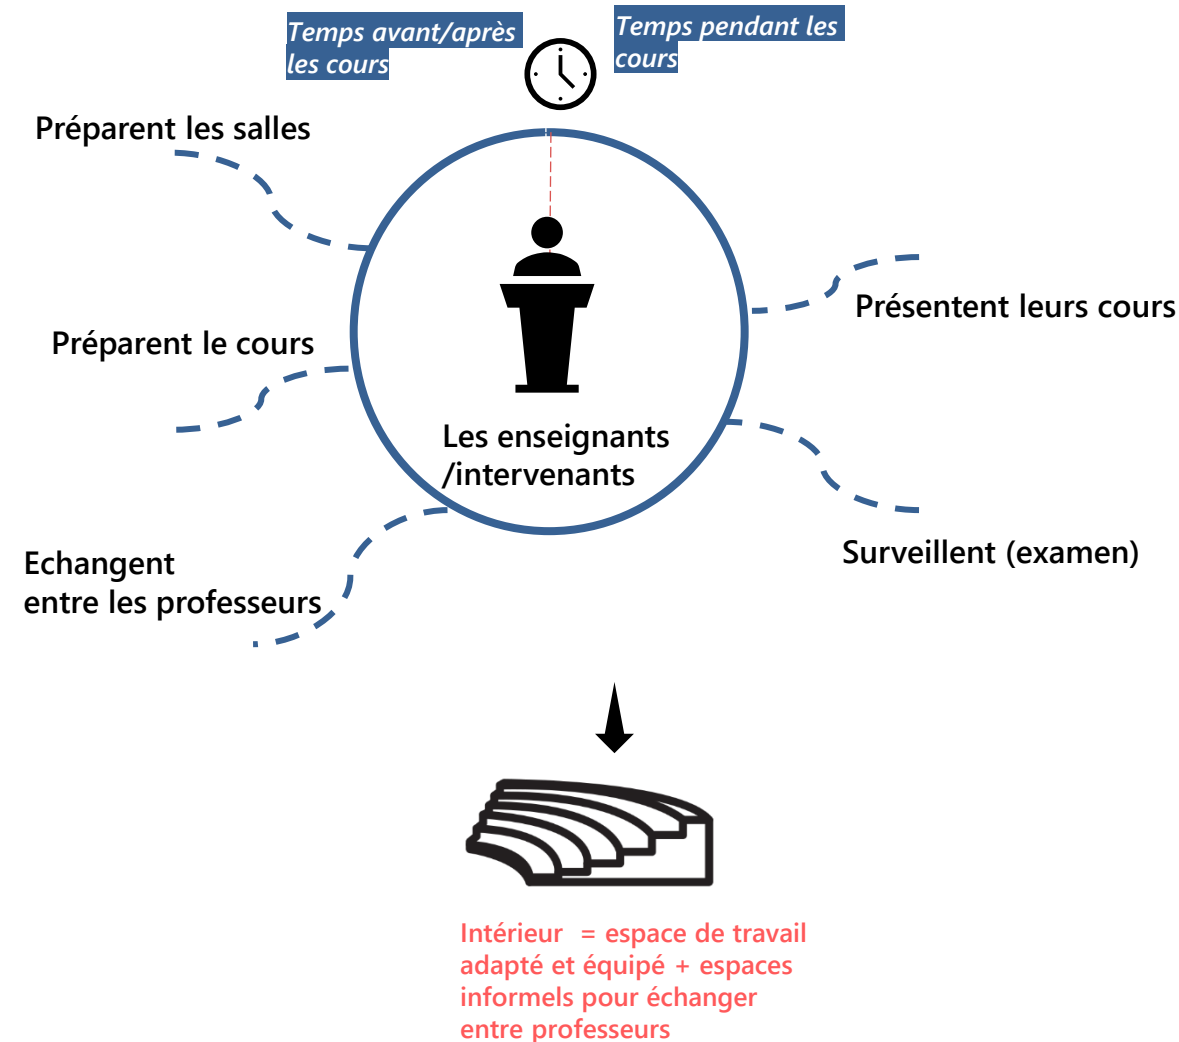 Temps avant/après
les cours
Temps pendant les
cours
Préparent les salles
Préparent le cours
Echangent
entre les professeurs
Les enseignants
/intervenants
Présentent leurs cours
Surveillent (examen)
Intérieur  = espace de travail
adapté et équipé + espaces
informels pour échanger
entre professeurs